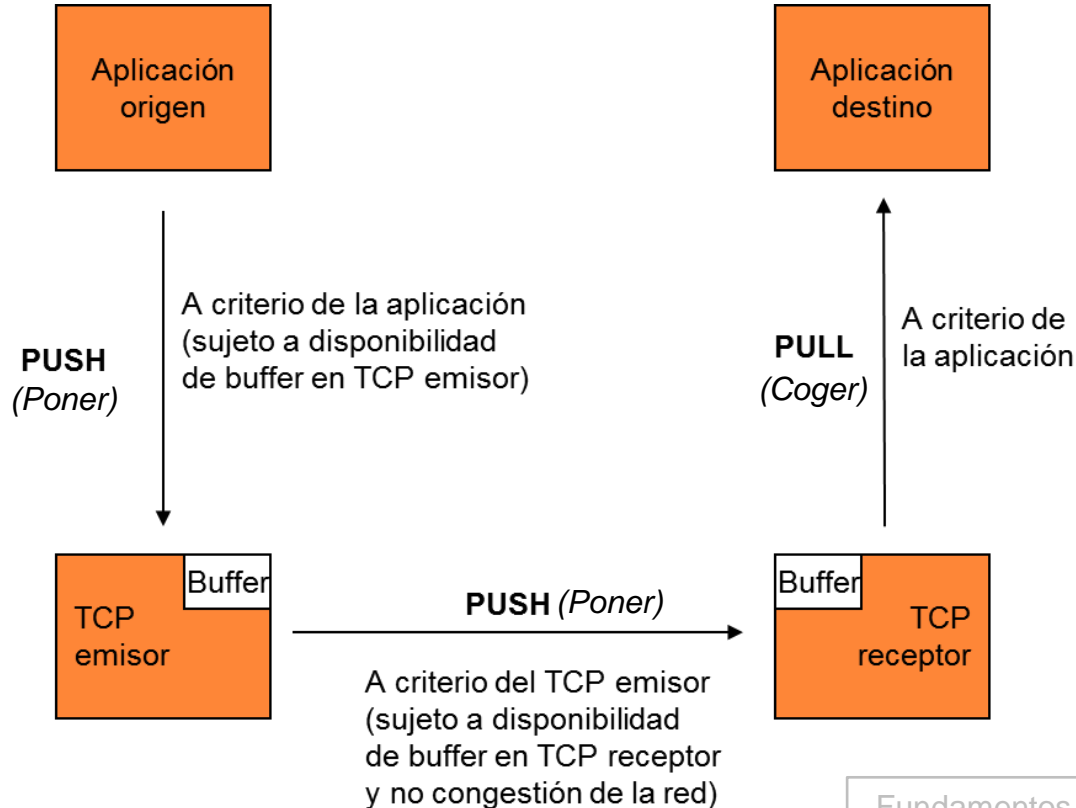 Aplicación
origen
Aplicación
destino
A criterio de la aplicación
(sujeto a disponibilidad
de buffer en TCP emisor)
PUSH
(Poner)
A criterio de
la aplicación
PULL
(Coger)
Buffer
TCP
emisor
PUSH (Poner)
Buffer
TCP
receptor
A criterio del TCP emisor
(sujeto a disponibilidad
de buffer en TCP receptor
y no congestión de la red)
Fundamentos